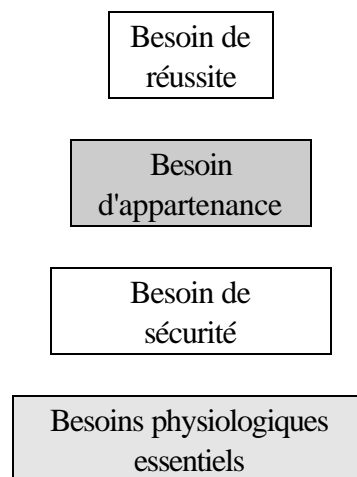 Besoin de
réussite
Besoin
d'appartenance
Besoin de
sécurité
Besoins physiologiques
essentiels